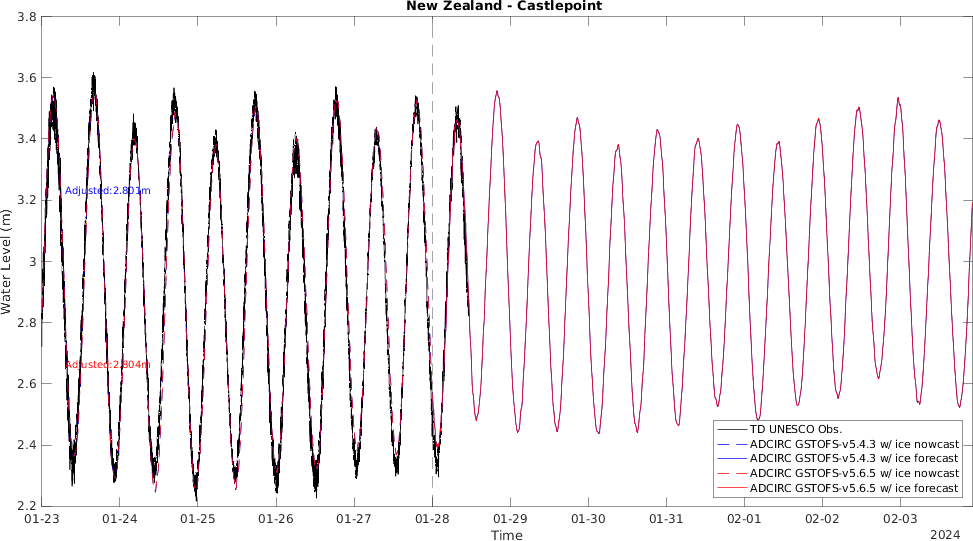 New Zealand - Castlepoint
3.8
3.6
3.4
3.2
3
2.8
2.6
2.4
2.2
Water Level (m)
Adjusted:2.801m
Adjusted:2.804m
TD UNESCO Obs.
ADCIRC GSTOFS-v5.4.3 w/ ice nowcast
ADCIRC GSTOFS-v5.4.3 w/ ice forecast
ADCIRC GSTOFS-v5.6.5 w/ ice nowcast
ADCIRC GSTOFS-v5.6.5 w/ ice forecast
01-23 01-24 01-25 01-26 01-27 01-28 01-29 01-30 01-31 02-01 02-02 02-03
Time
2024